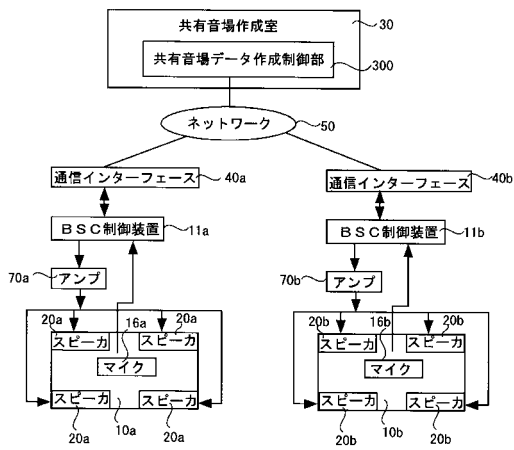 共有音場作成室
30
共有音場データ作成制御部
300
ネットワーク
50
通信インターフェース
40a
BSC制御装置
11a
70a
アンプ
20a
16a
20a
スピーカ
スピーカ
マイク
スピーカ
スピーカ
20a
10a
20a
通信インターフェース
40b
BSC制御装置
11b
70b
アンプ
20b
16b
20b
スピーカ
スピーカ
マイク
スピーカ
スピーカ
20b
10b
20b